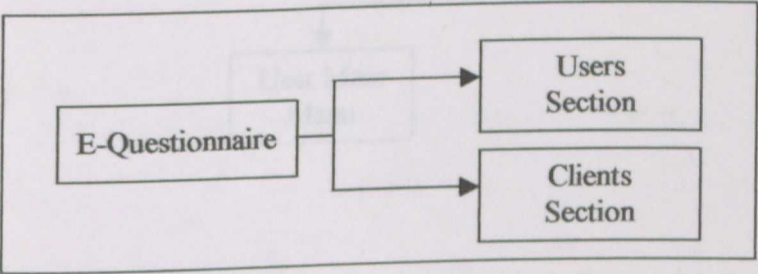 E-Questionnaire
Users
Section
Clients
Section